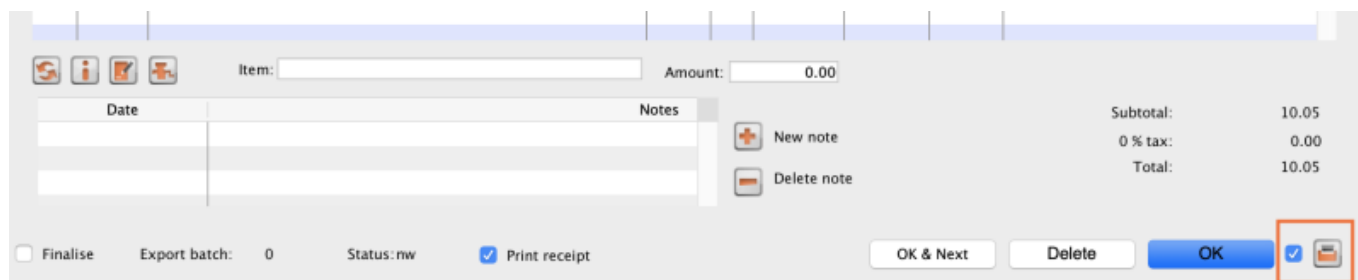 Item: Amount: 0.00
Date Notes
New note
Delete note
Subtotal: 10.05
0 % tax: 0.00
Total: 10.05
Finalise Export batch: 0 Status: nw Print receipt OK & Next Delete OK